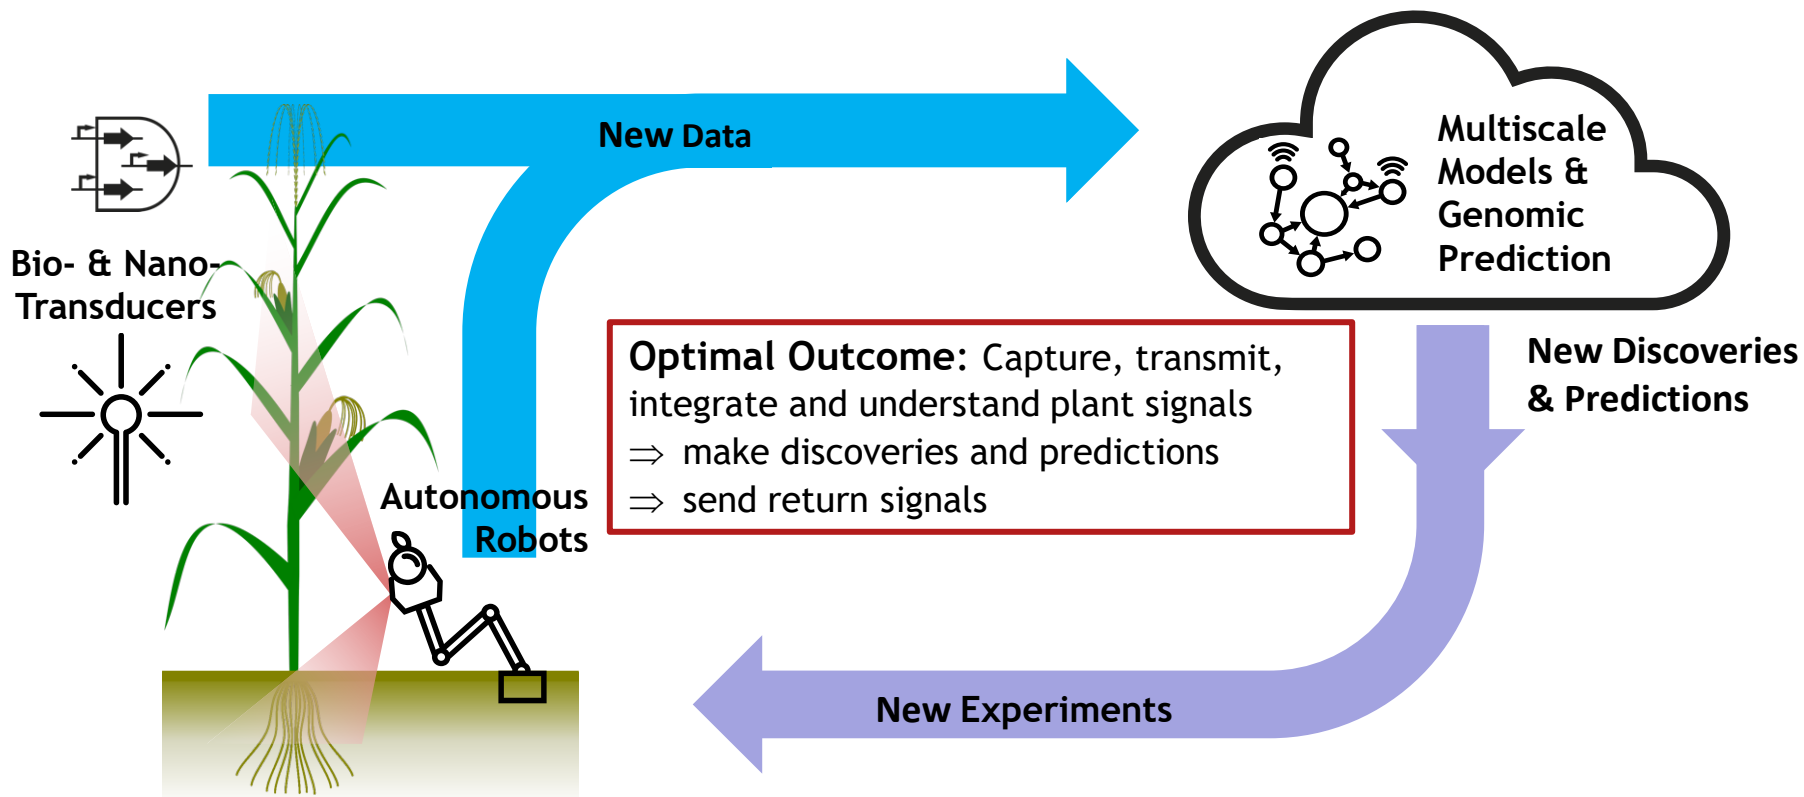 New Data
Multiscale
Models &
Genomic
Prediction
Bio- & Nano-
Transducers
Optimal Outcome: Capture, transmit,
integrate and understand plant signals
⇒ make discoveries and predictions
⇒ send return signals
New Discoveries
& Predictions
Autonomous
Robots
New Experiments